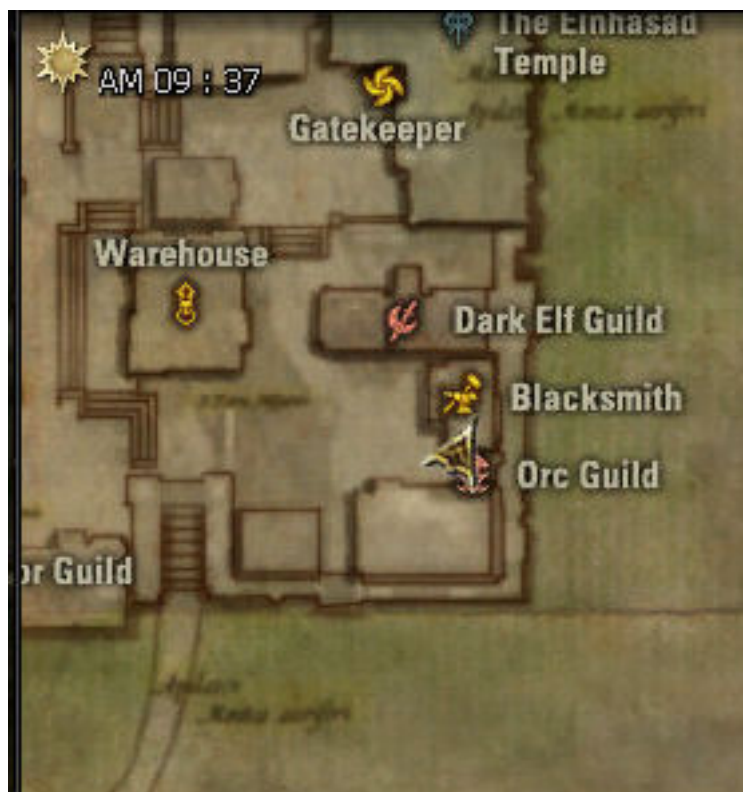 The Einhasad
Temple
AM 09 : 37
Gatekeeper
Warehouse
Dark Elf Guild
Blacksmith
Orc Guild
or Guild